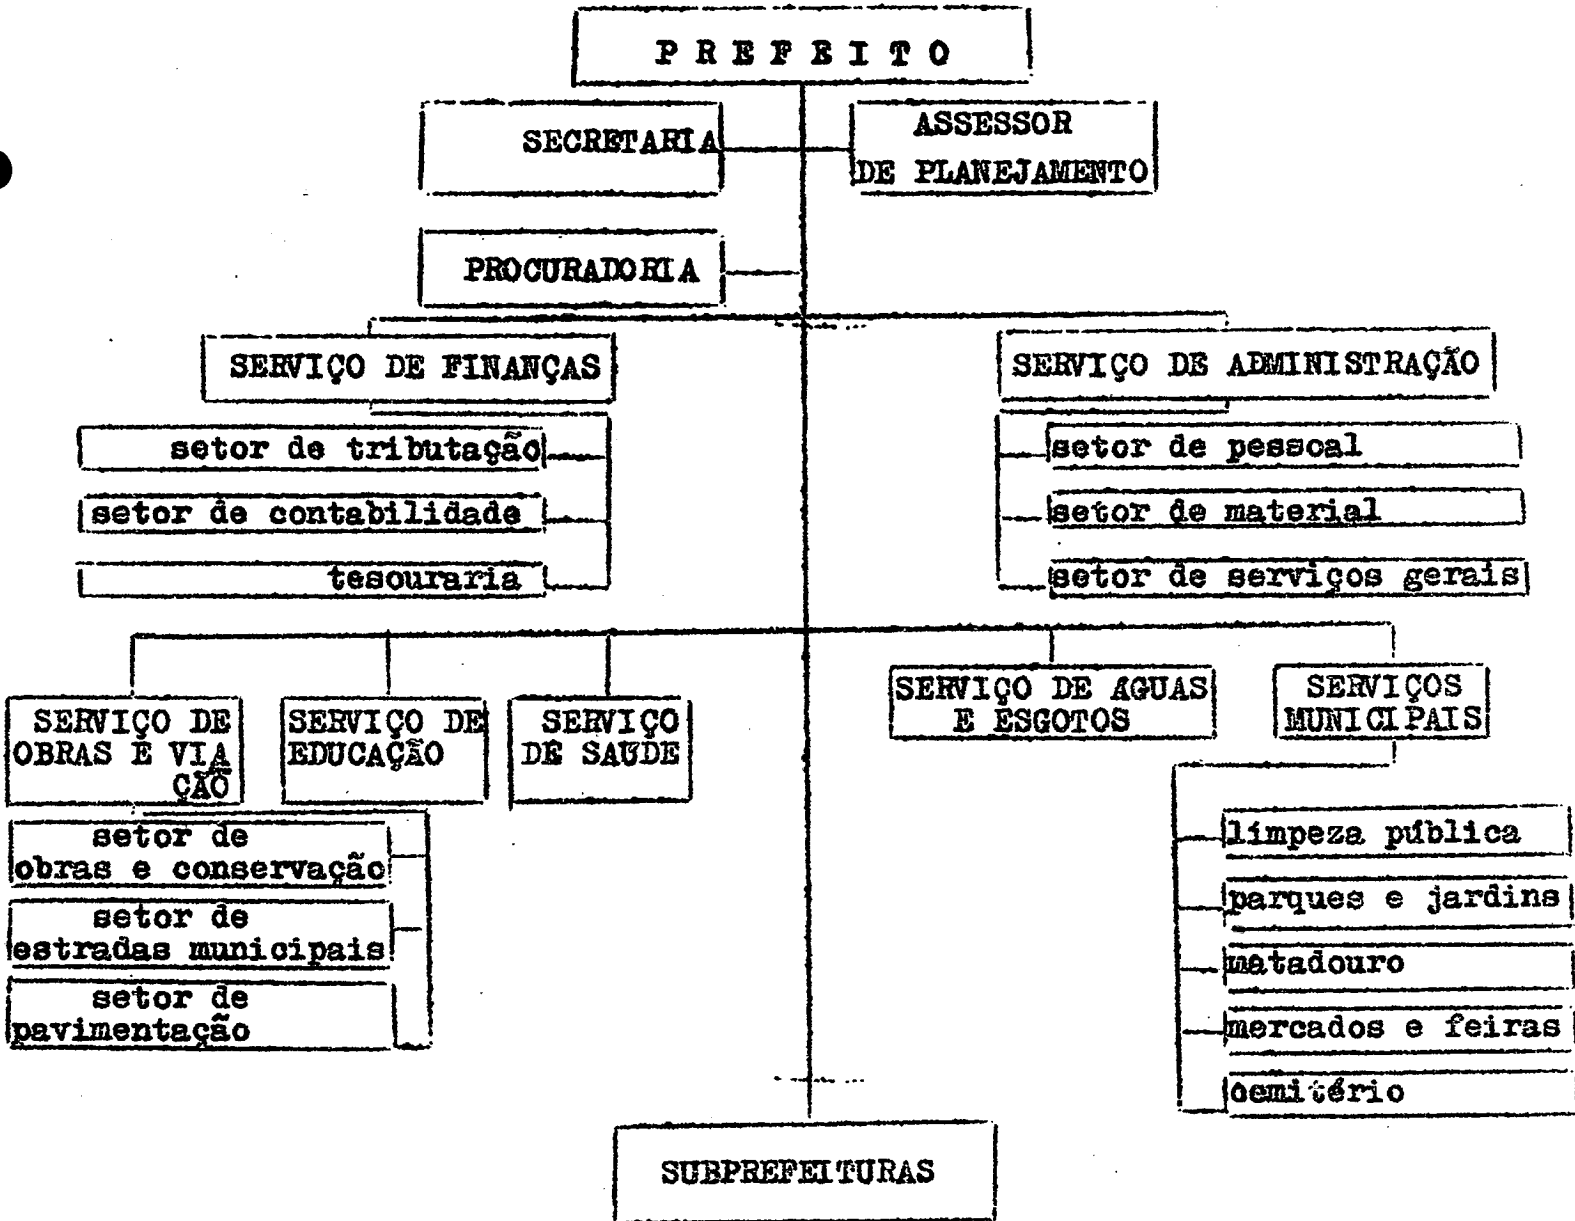 PREFEITO
SECRETARIA
ASSESSOR
DE PLANEJAMENTO
PROCURADORIA
SERVIÇO DE FINANÇAS
SERVIÇO DE ADMINISTRAÇÃO
setor de tributação
setor de contabilidade
tesouraria
setor de pessoal
setor de material
setor de serviços gerais
SERVIÇO DE
OBRAS E VIA
ÇÃO
SERVIÇO DE
EDUCAÇÃO
SERVIÇO
DE SAÚDE
SERVIÇO DE ÁGUAS
E ESGOTOS
SERVIÇOS
MUNICIPAIS
setor de
obras e conservação
setor de
estradas municipais
setor de
pavimentação
limpeza pública
parques e jardins
matadouro
mercados e feiras
cemitério
SUBPREFEITURAS